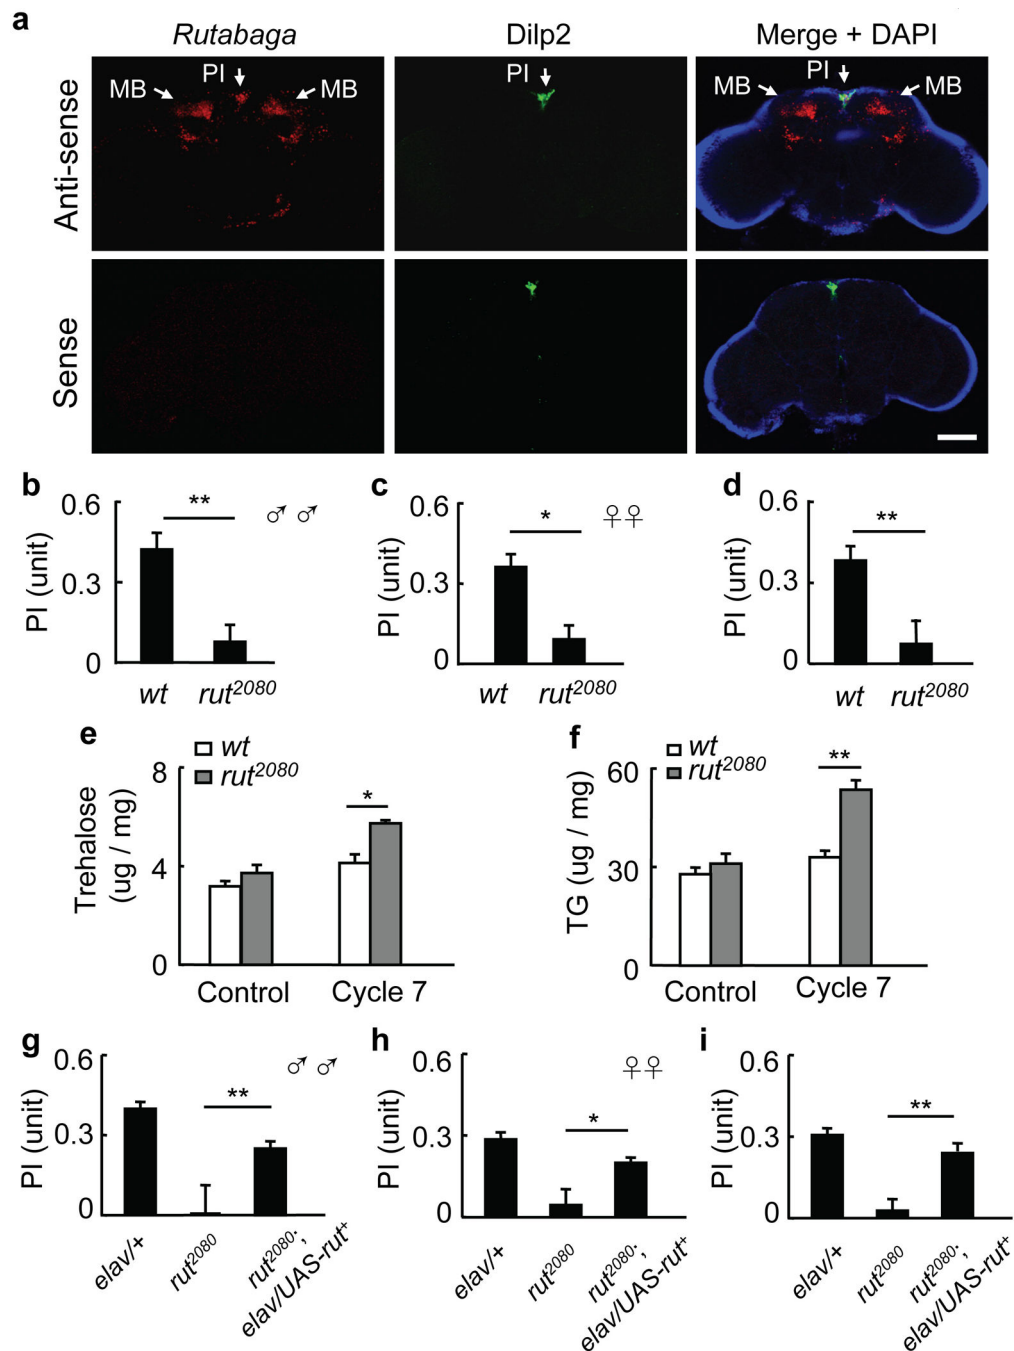 a
Rutabaga Dilp2 Merge + DAPI
Anti-sense
MB PI MB
PI
MB PI MB
Sense
b
PI (unit)
0.6
0.3
0
**
♂♂
wt rut2080
c
PI (unit)
0.6
0.3
0
*
♀♀
wt rut2080
d
PI (unit)
0.6
0.3
0
**
wt rut2080
e
wt
rut2080
Trehalose
(ug / mg)
8
4
0
*
Control Cycle 7
f
wt
rut2080
TG (ug / mg)
60
30
0
**
Control Cycle 7
g
PI (unit)
0.6
0.3
0
**
♂♂
elav/+
rut2080
rut2080;
elav/UAS-rut+
h
PI (unit)
0.6
0.3
0
*
♀♀
elav/+
rut2080
rut2080;
elav/UAS-rut+
i
PI (unit)
0.6
0.3
0
**
elav/+
rut2080
rut2080;
elav/UAS-rut+